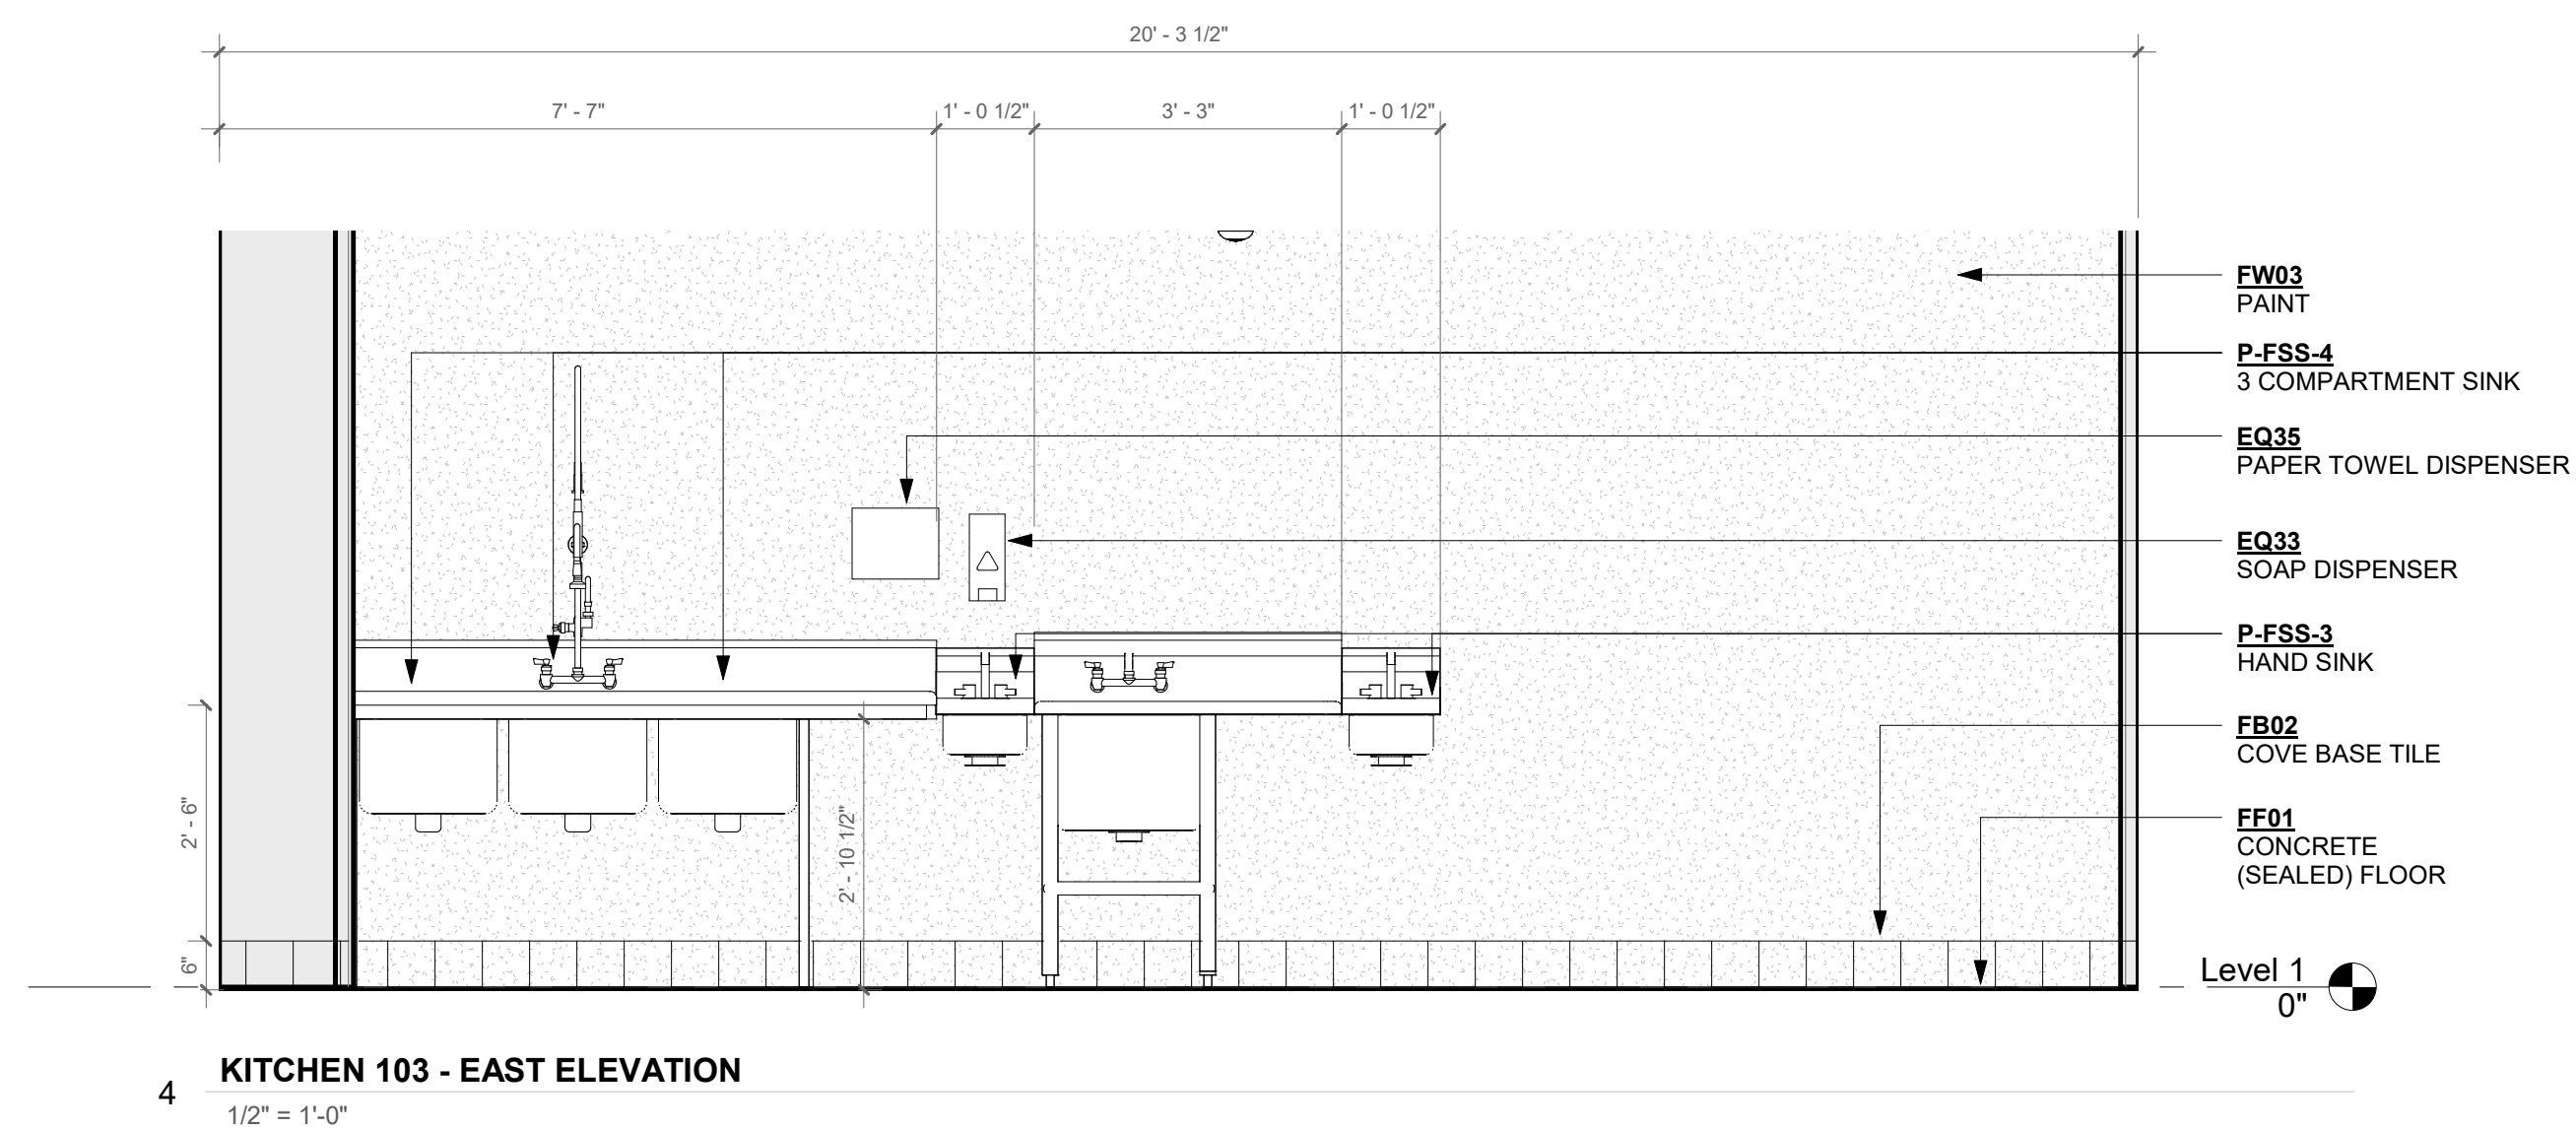 20' - 3 1/2"
7' - 7"
1' - 0 1/2"
3' - 3"
1' - 0 1/2"
FW03
PAINT
P-FSS-4
3 COMPARTMENT SINK
EQ35
PAPER TOWEL DISPENSER
EQ33
SOAP DISPENSER
P-FSS-3
HAND SINK
FB02
COVE BASE TILE
FF01
CONCRETE
(SEALED) FLOOR
2' - 6"
2' - 10 1/2"
6"
Level 1
0"
4
KITCHEN 103 - EAST ELEVATION
1/2" = 1'-0"